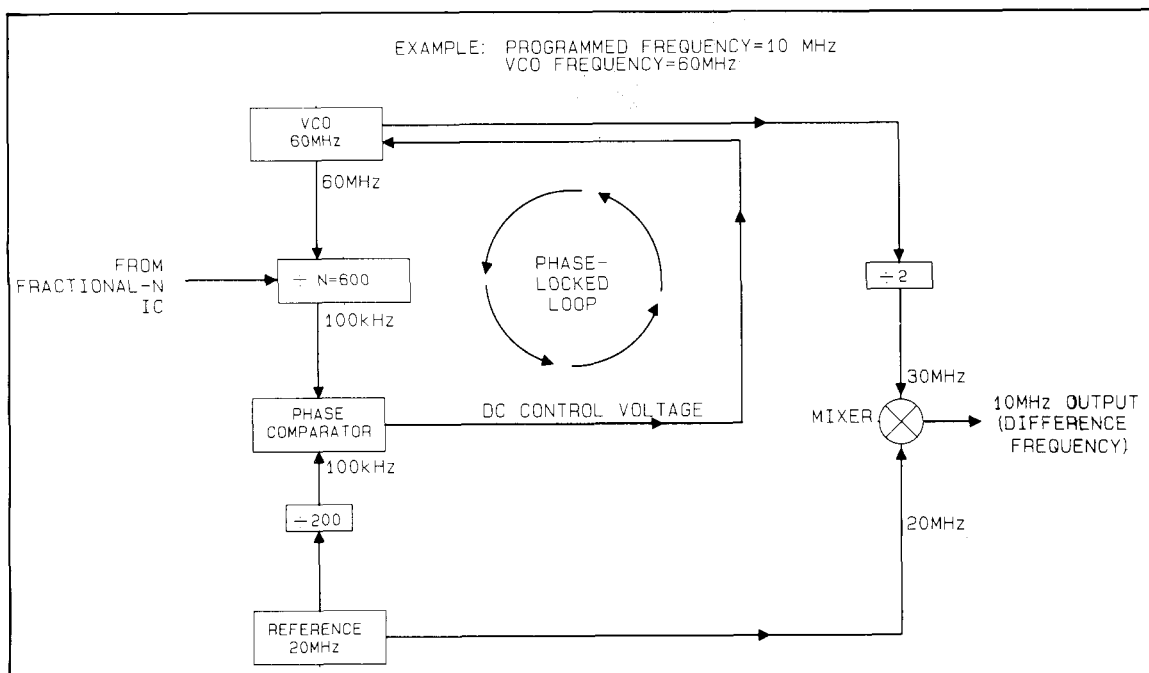 EXAMPLE: PROGRAMMED FREQUENCY=10 MHz
VCO FREQUENCY=60MHz
VCO
60MHz
60MHz
FROM
FRACTIONAL-N
IC
÷ N=600
100kHz
PHASE-
LOCKED
LOOP
÷2
30MHz
PHASE
COMPARATOR
DC CONTROL VOLTAGE
MIXER
10MHz OUTPUT
(DIFFERENCE
FREQUENCY)
100kHz
÷200
20MHz
REFERENCE
20MHz